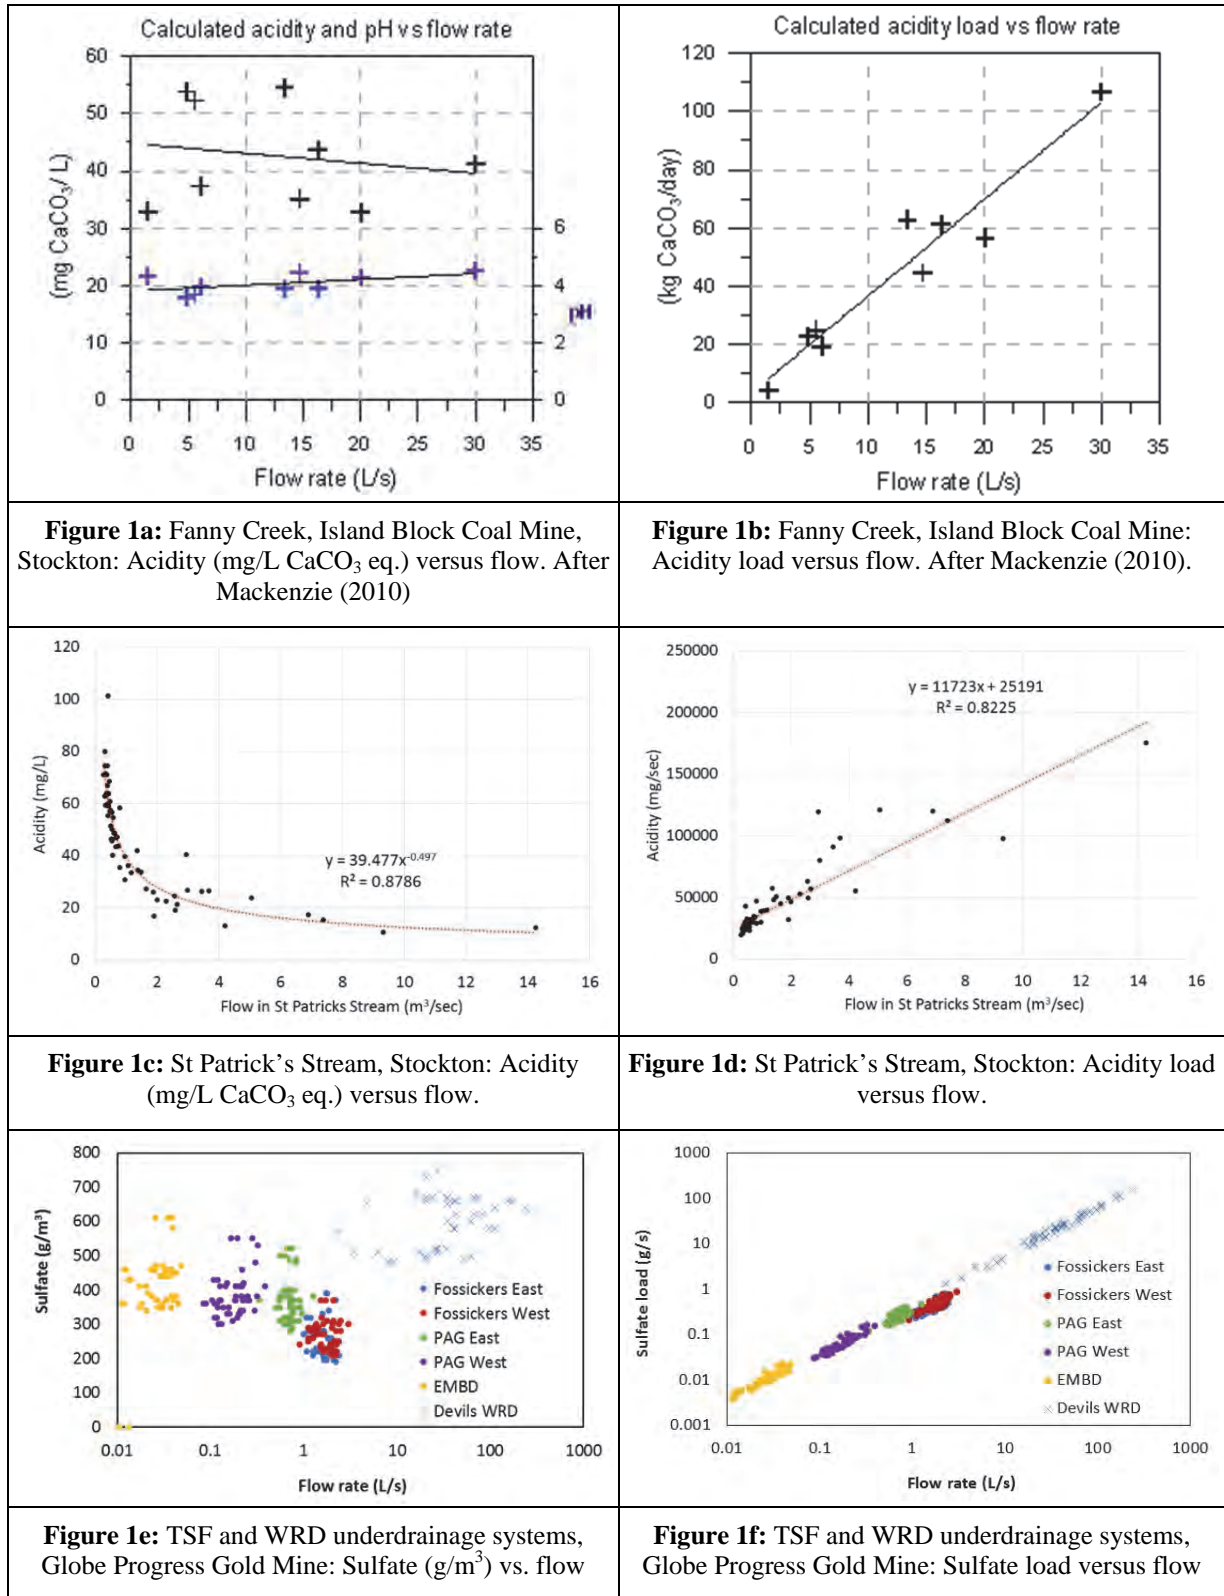 Calculated acidity and pH vs flow rate
60
50
40
30
20
10
0
(mg CaCO₃/ L)
6
4
2
0
pH
0 5 10 15 20 25 30 35
Flow rate (L/s)
Calculated acidity load vs flow rate
120
100
80
60
40
20
0
(kg CaCO₃/day)
0 5 10 15 20 25 30 35
Flow rate (L/s)
Figure 1a: Fanny Creek, Island Block Coal Mine,
Stockton: Acidity (mg/L CaCO₃ eq.) versus flow. After
Mackenzie (2010)
Figure 1b: Fanny Creek, Island Block Coal Mine:
Acidity load versus flow. After Mackenzie (2010).
120
100
80
60
40
20
0
Acidity (mg/L)
y = 39.477x⁻⁰·⁴⁹⁷
R² = 0.8786
0 2 4 6 8 10 12 14 16
Flow in St Patricks Stream (m³/sec)
250000
200000
150000
100000
50000
0
Acidity (mg/sec)
y = 11723x + 25191
R² = 0.8225
0 2 4 6 8 10 12 14 16
Flow in St Patricks Stream (m³/sec)
Figure 1c: St Patrick’s Stream, Stockton: Acidity
(mg/L CaCO₃ eq.) versus flow.
Figure 1d: St Patrick’s Stream, Stockton: Acidity load
versus flow.
800
700
600
500
400
300
200
100
0
Sulfate (g/m³)
Fossickers East
Fossickers West
PAG East
PAG West
EMBD
Devils WRD
0.01 0.1 1 10 100 1000
Flow rate (L/s)
1000
100
10
1
0.1
0.01
0.001
Sulfate load (g/s)
Fossickers East
Fossickers West
PAG East
PAG West
EMBD
Devils WRD
0.01 0.1 1 10 100 1000
Flow rate (L/s)
Figure 1e: TSF and WRD underdrainage systems,
Globe Progress Gold Mine: Sulfate (g/m³) vs. flow
Figure 1f: TSF and WRD underdrainage systems,
Globe Progress Gold Mine: Sulfate load versus flow